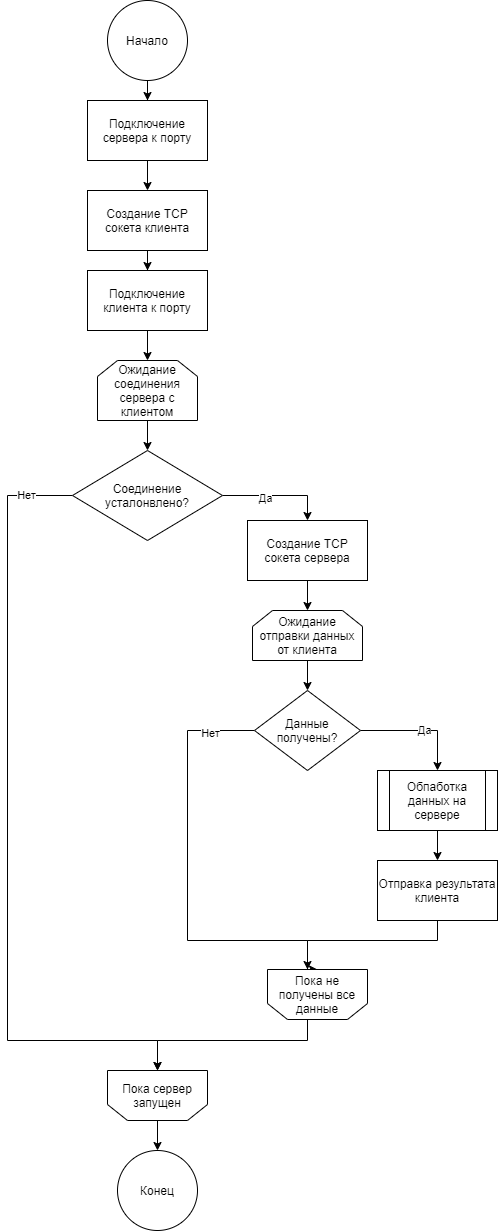 Начало
Подключение
сервера к порту
Создание TCP
сокета клиента
Подключение
клиента к порту
Ожидание
соединения
сервера с
клиентом
Соединение
усталонвлено?
Нет
Да
Создание TCP
сокета сервера
Ожидание
отправки данных
от клиента
Данные
получены?
Нет
Да
Обпаботка
данных на
сервере
Отправка результата
клиента
Пока не
получены все
данные
Пока сервер
запущен
Конец